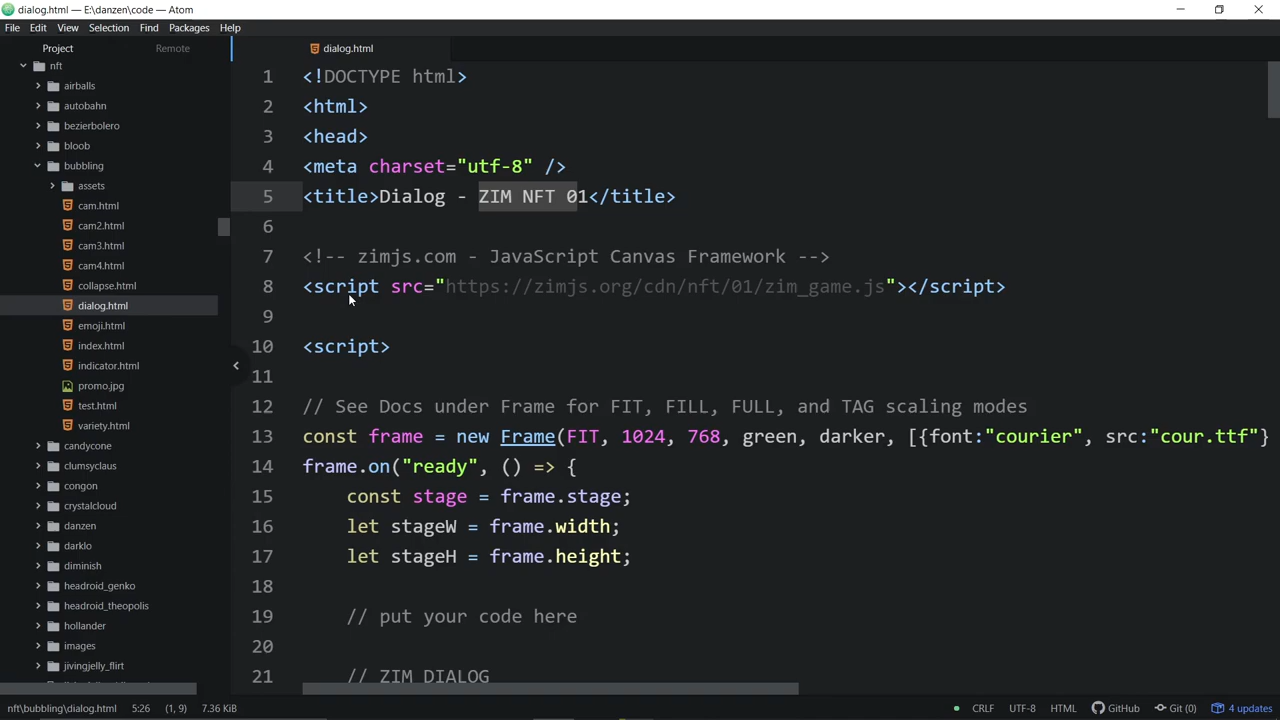 dialog.html — E:\danzen\code — Atom
File Edit View Selection Find Packages Help
Project Remote
nft
airballs
autobahn
bezierbolero
bloob
bubbling
assets
cam.html
cam2.html
cam3.html
cam4.html
collapse.html
dialog.html
emoji.html
index.html
indicator.html
promo.jpg
test.html
variety.html
candycone
clumsyclaus
congon
crystalcloud
danzen
darklo
diminish
headroid_genko
headroid_theopolis
hollander
images
jivingjelly_flirt
dialog.html
1 <!DOCTYPE html>
2 <html>
3 <head>
4 <meta charset="utf-8" />
5 <title>Dialog - ZIM NFT 01</title>
6
7 <!-- zimjs.com - JavaScript Canvas Framework -->
8 <script src="https://zimjs.org/cdn/nft/01/zim_game.js"></script>
9
10 <script>
11
12 // See Docs under Frame for FIT, FILL, FULL, and TAG scaling modes
13 const frame = new Frame(FIT, 1024, 768, green, darker, [{font:"courier", src:"cour.ttf"}
14 frame.on("ready", () => {
15 const stage = frame.stage;
16 let stageW = frame.width;
17 let stageH = frame.height;
18
19 // put your code here
20
21 // ZIM DIALOG
nft\bubbling\dialog.html 5:26 (1, 9) 7.36 KiB CRLF UTF-8 HTML GitHub Git (0) 4 updates